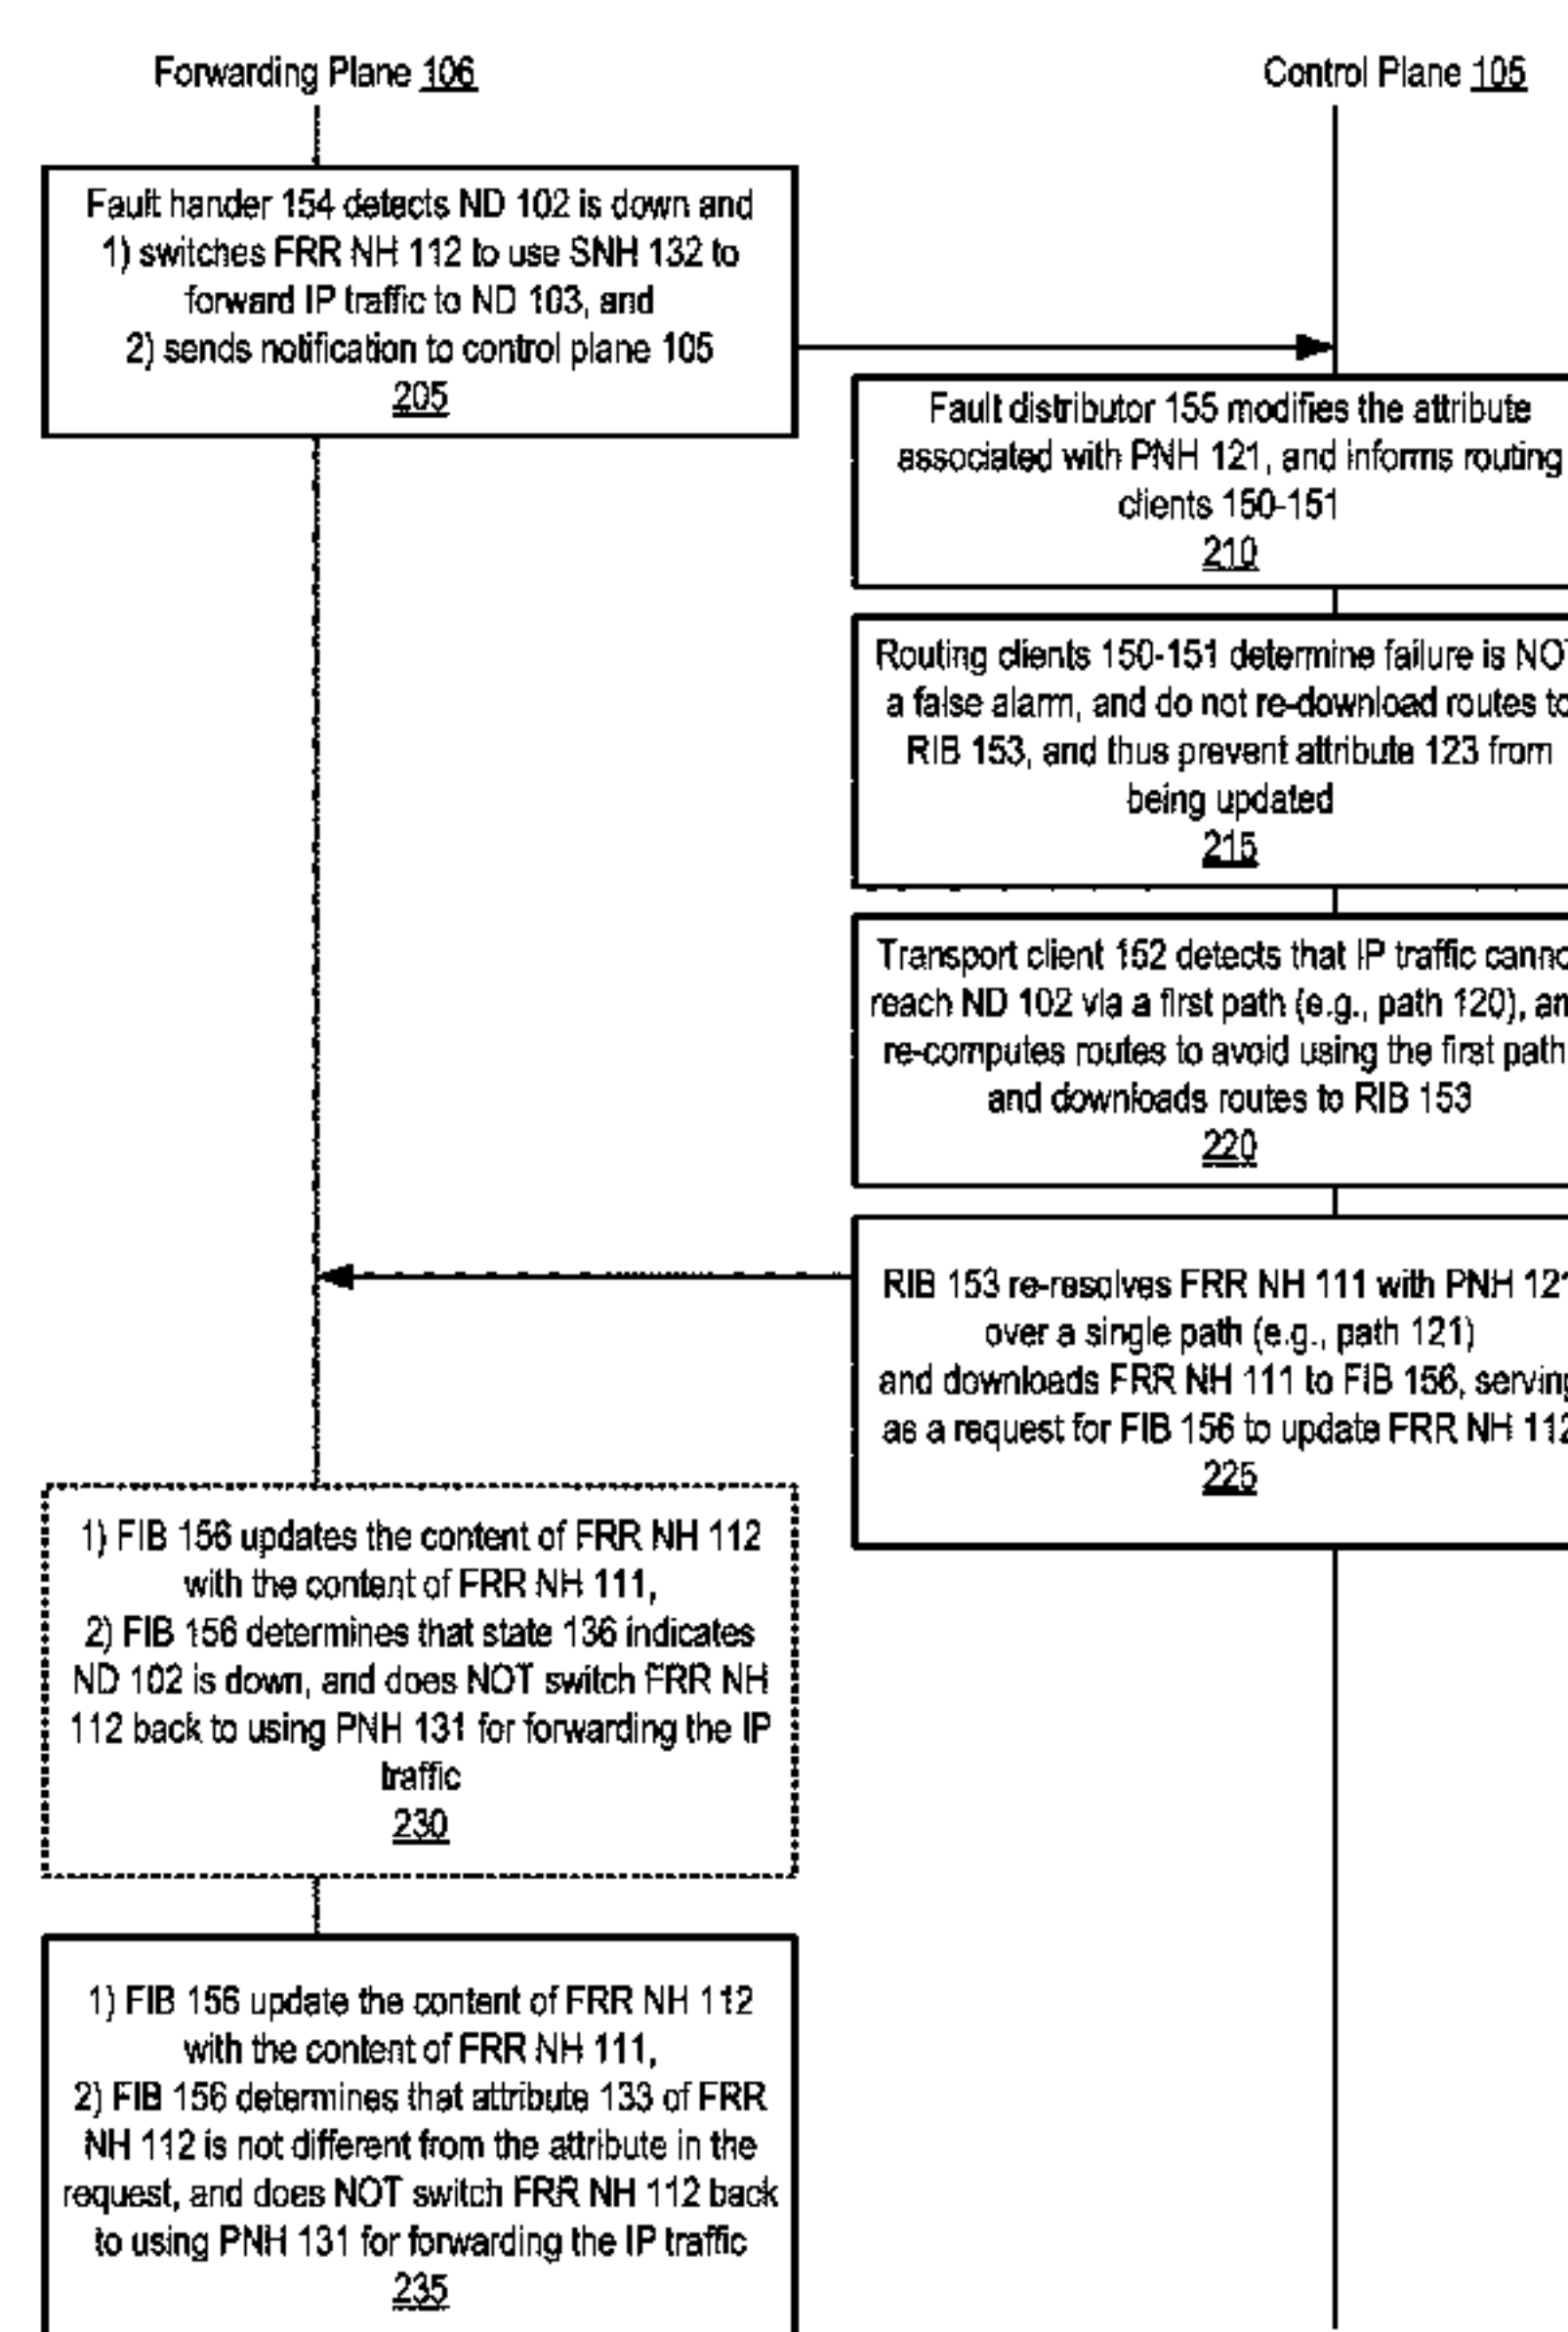 Forwarding Plane 106
Control Plane 105
Fault hander 154 detects ND 102 is down and
1) switches FRR NH 112 to use SNH 132 to
forward IP traffic to ND 103, and
2) sends notification to control plane 105
205
Fault distributor 155 modifies the attribute
associated with PNH 121, and informs routing
clients 150-151
210
Routing clients 150-151 determine failure is NOT
a false alarm, and do not re-download routes to
RIB 153, and thus prevent attribute 123 from
being updated
215
Transport client 152 detects that IP traffic
reach ND 102 via a first path (e.g., path 120),
re-computes routes to avoid using the first path
and downloads routes to RIB 153
220
RIB 153 re-resolves FRR NH 111 with PNH 121
over a single path (e.g., path 121)
and downloads FRR NH 111 to FIB 156, serving
as a request for FIB 156 to update FRR NH 112
225
1) FIB 156 updates the content of FRR NH 112
with the content of FRR NH 111,
2) FIB 156 determines that state 136 indicates
ND 102 is down, and does NOT switch FRR NH
112 back to using PNH 131 for forwarding the IP
traffic
230
1) FIB 156 update the content of FRR NH 112
with the content of FRR NH 111,
2) FIB 156 determines that attribute 133 of FRR
NH 112 is not different from the attribute in the
request, and does NOT switch FRR NH 112 back
to using PNH 131 for forwarding the IP traffic
235